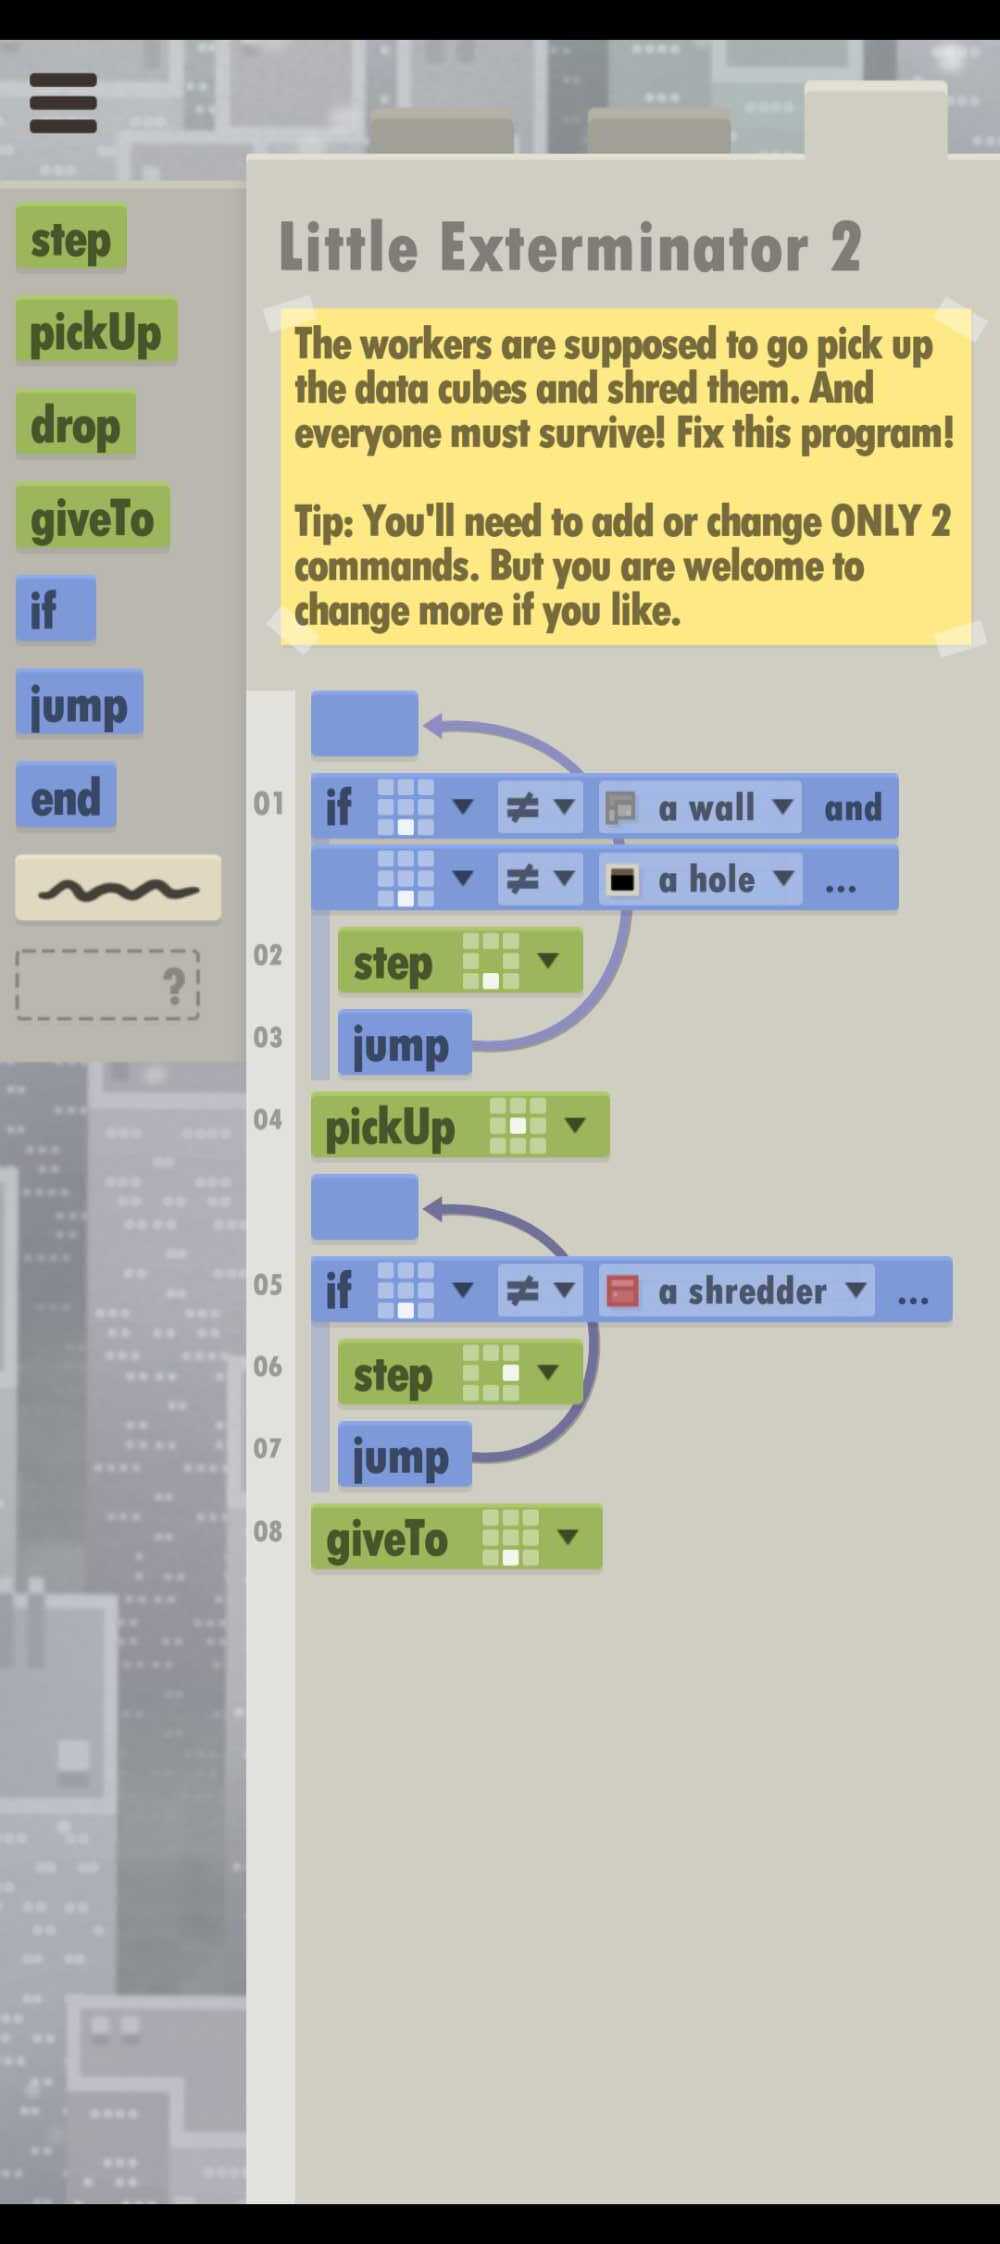 Little Exterminator 2
step
pickUp
drop
giveTo
if
jump
end
?
The workers are supposed to go pick up
the data cubes and shred them. And
everyone must survive! Fix this program!
Tip: You'll need to add or change ONLY 2
commands. But you are welcome to
change more if you like.
01 if ≠ a wall and
≠ a hole ...
02 step
03 jump
04 pickUp
05 if ≠ a shredder ...
06 step
07 jump
08 giveTo